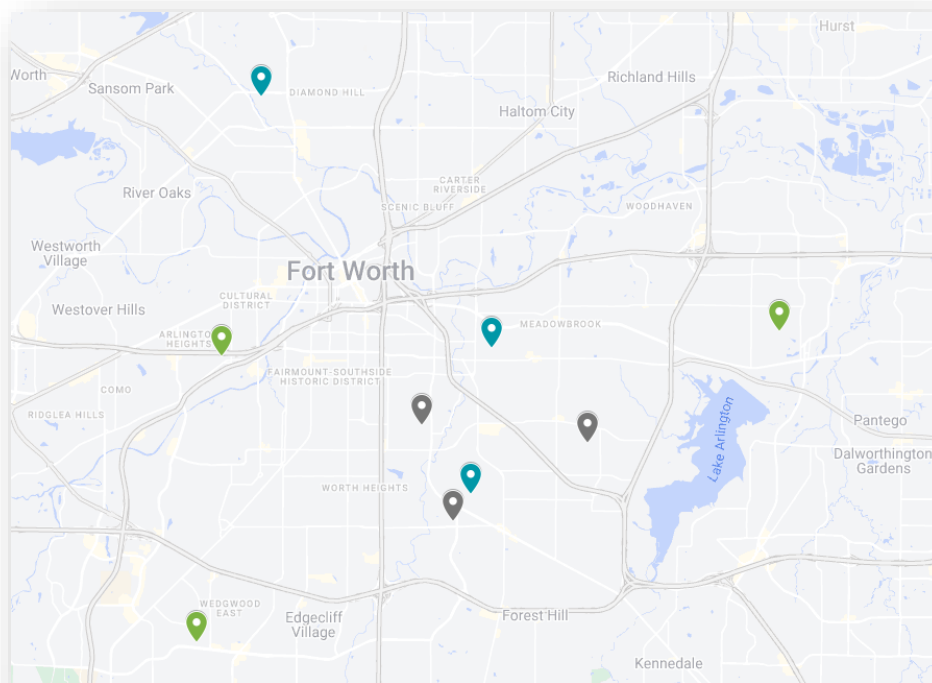 Hurst
Worth
Sansom Park
DIAMOND HILL
Richland Hills
Haltom City
River Oaks
CARTER
RIVERSIDE
SCENIC BLUFF
WOODHAVEN
Westworth
Village
Fort Worth
CULTURAL
DISTRICT
Westover Hills
MEADOWBROOK
ARLINGTON
HEIGHTS
FAIRMOUNT-SOUTHSIDE
HISTORIC DISTRICT
COMO
RIDGLEA HILLS
Lake Arlington
Pantego
Dalworthington
Gardens
WORTH HEIGHTS
WEDGWOOD
EAST
Edgecliff
Village
Forest Hill
Kennedale